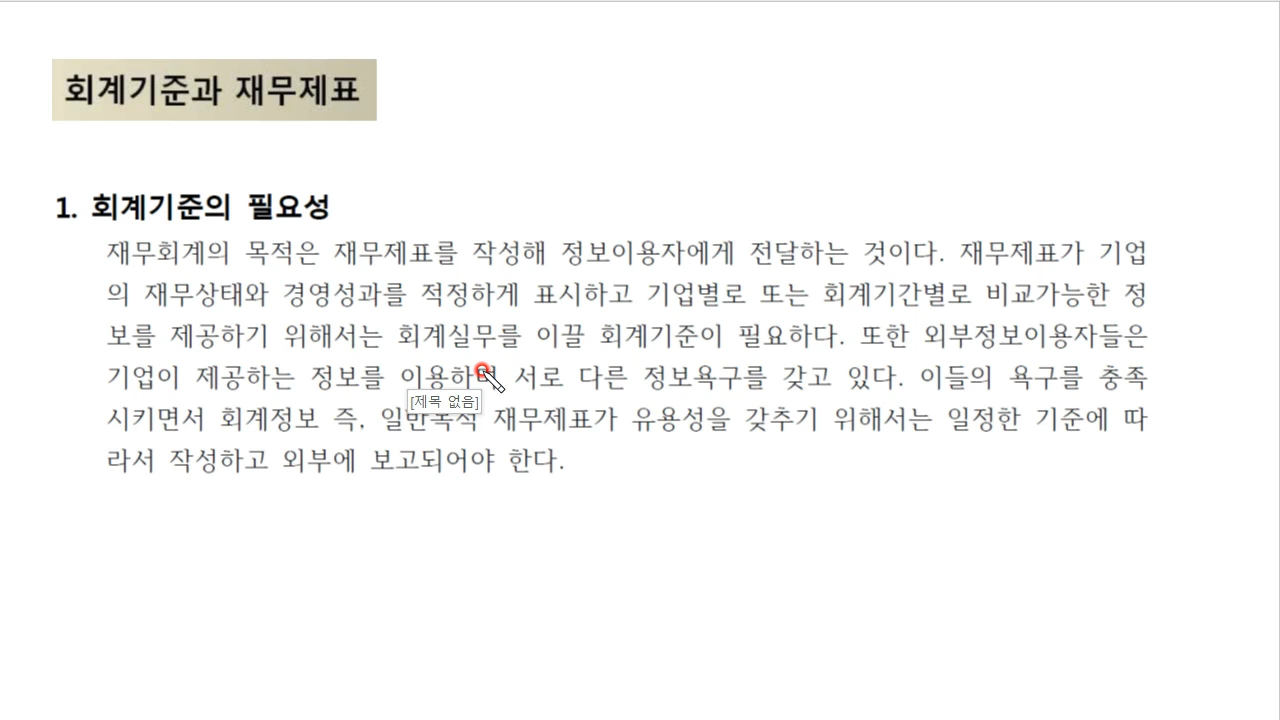 회계기준과 재무제표
1. 회계기준의 필요성
재무회계의 목적은 재무제표를 작성해 정보이용자에게 전달하는 것이다. 재무제표가 기업
의 재무상태와 경영성과를 적정하게 표시하고 기업별로 또는 회계기간별로 비교가능한 정
보를 제공하기 위해서는 회계실무를 이끌 회계기준이 필요하다. 또한 외부정보이용자들은
기업이 제공하는 정보를 이용하며 서로 다른 정보욕구를 갖고 있다. 이들의 욕구를 충족
[제목 없음]
시키면서 회계정보 즉, 일반목적 재무제표가 유용성을 갖추기 위해서는 일정한 기준에 따
라서 작성하고 외부에 보고되어야 한다.